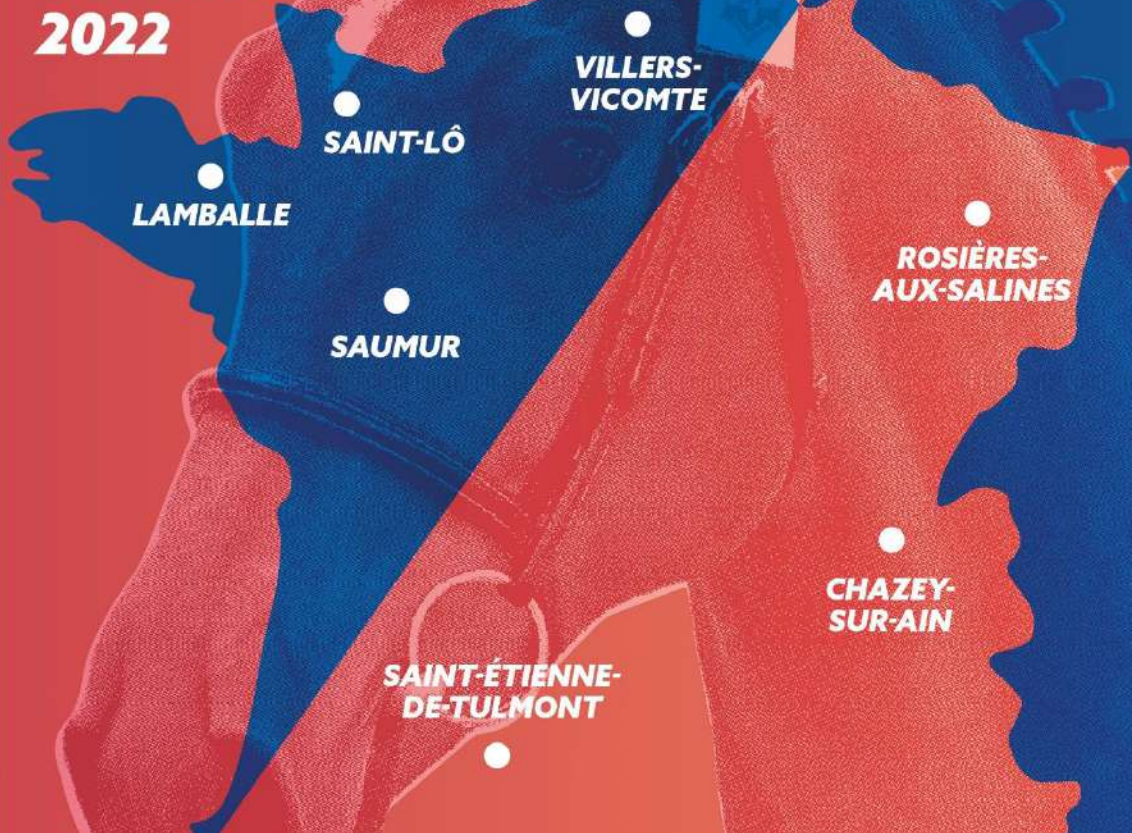 2022
VILLERS-
VICOMTE
SAINT-LÔ
LAMBALLE
ROSIÈRES-
AUX-SALINES
SAUMUR
CHAZEY-
SUR-AIN
SAINT-ÉTIENNE-
DE-TULMONT